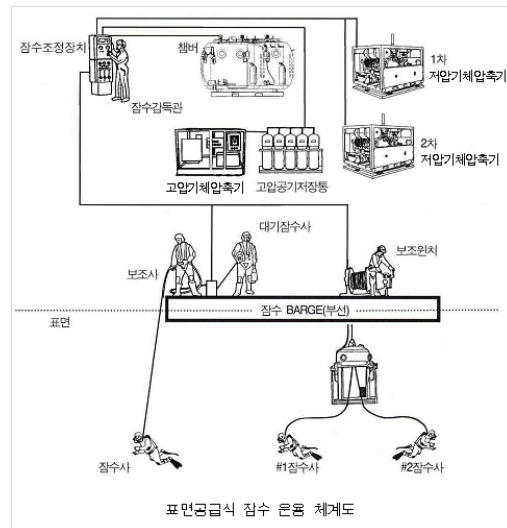 잠수조정장치
챔버
1차
저압기체압축기
잠수감독관
2차
저압기체압축기
고압기체압축기
고압공기저장통
대기잠수사
보조사
보조윈치
잠수 BARGE(부선)
표면
잠수사
#1잠수사
#2잠수사
표면공급식 잠수 운용 체계도